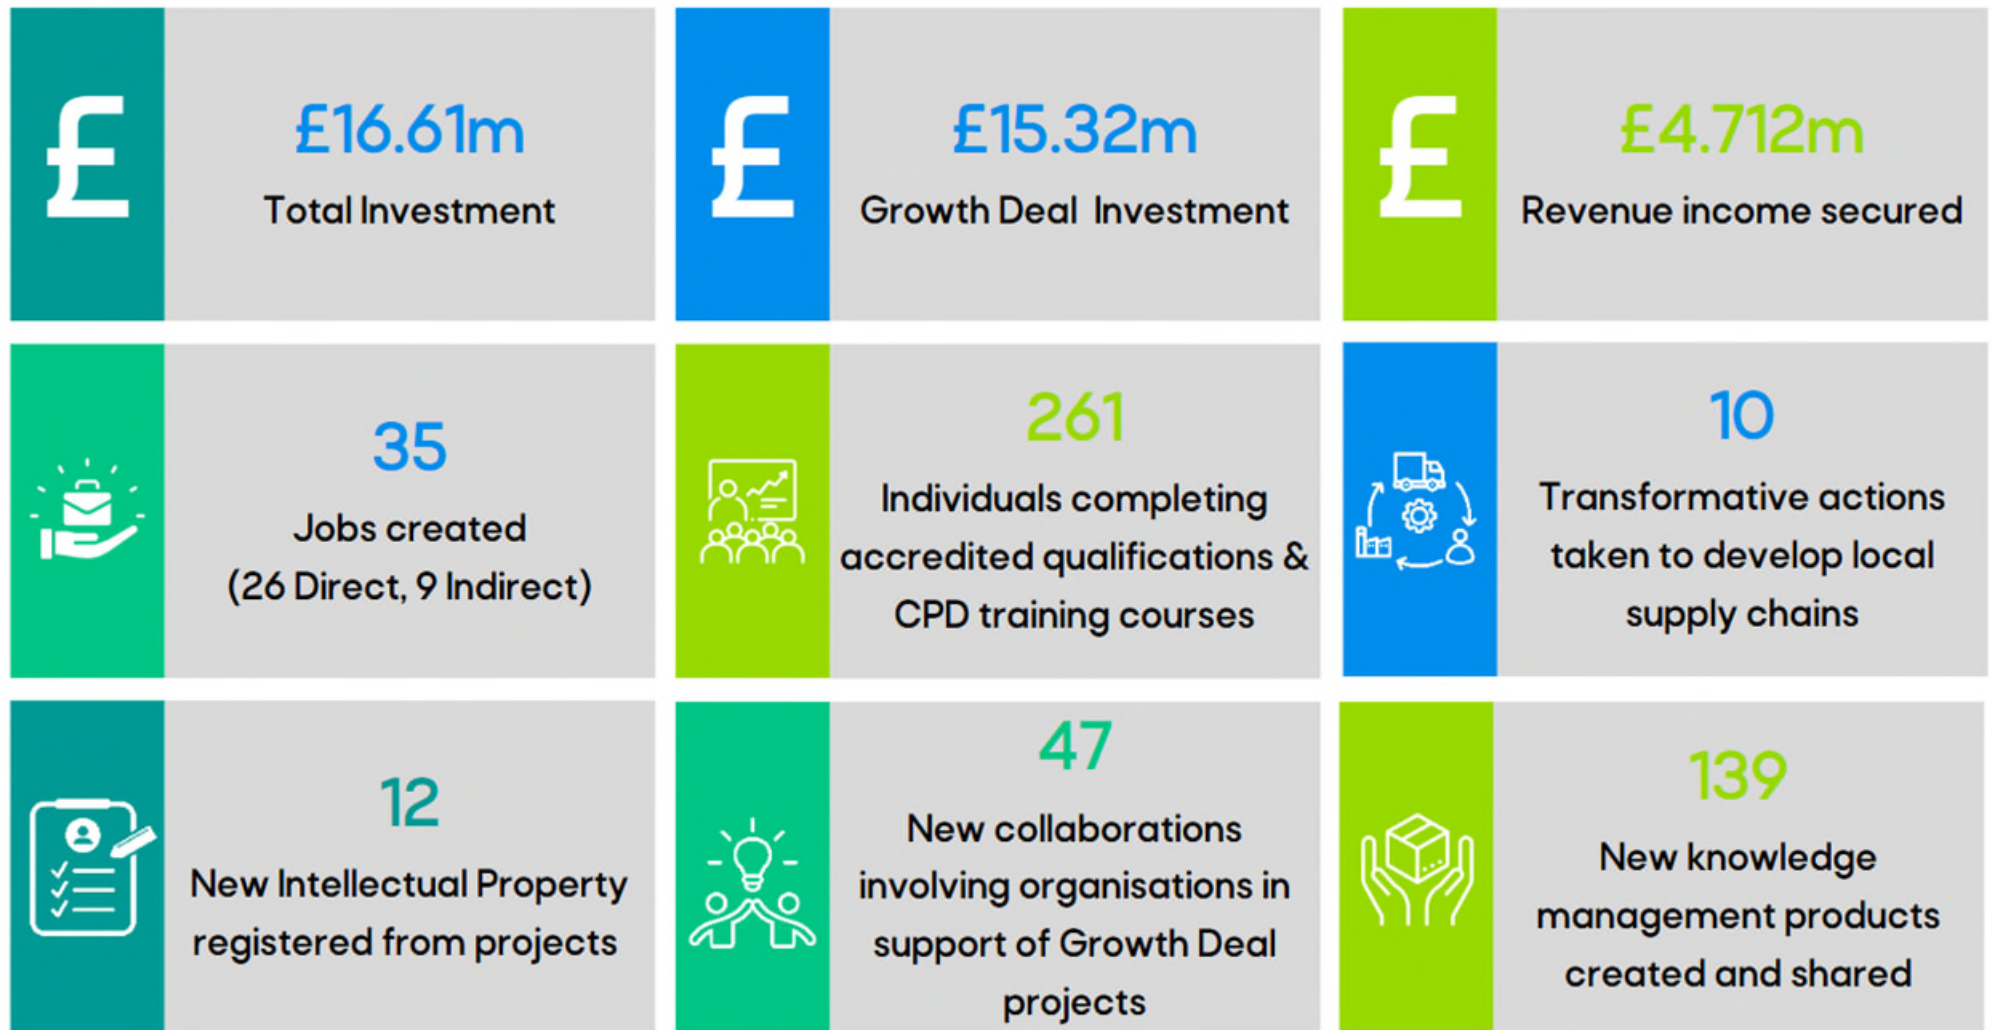 £
£16.61m
Total Investment
£
£15.32m
Growth Deal Investment
£
£4.712m
Revenue income secured
35
Jobs created
(26 Direct, 9 Indirect)
261
Individuals completing
accredited qualifications &
CPD training courses
10
Transformative actions
taken to develop local
supply chains
12
New Intellectual Property
registered from projects
47
New collaborations
involving organisations in
support of Growth Deal
projects
139
New knowledge
management products
created and shared